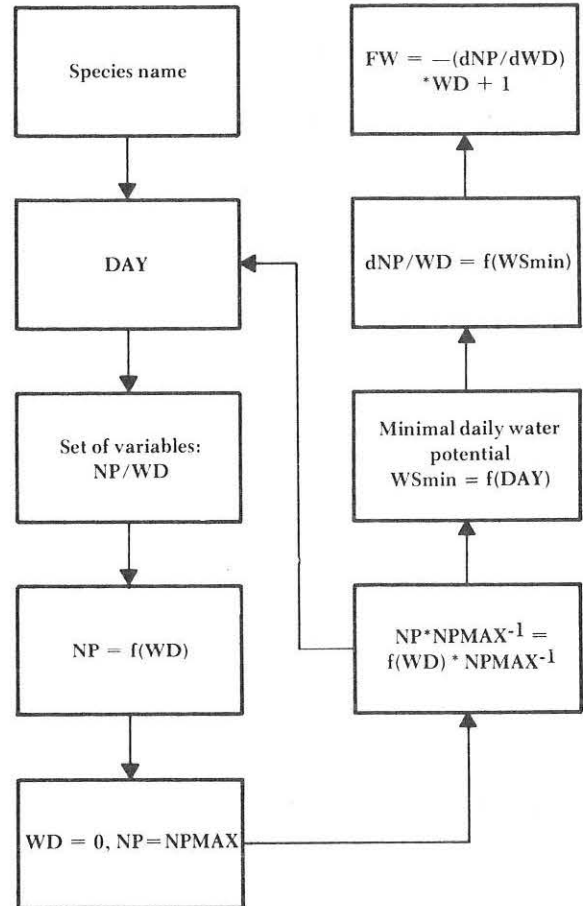 Species name
DAY
Set of variables:
NP/WD
NP = f(WD)
WD = 0, NP=NPMAX
FW = —(dNP/dWD)
*WD + 1
dNP/WD = f(WSmin)
Minimal daily water
potential
WSmin = f(DAY)
NP*NPMAX-1 =
f(WD) * NPMAX-1